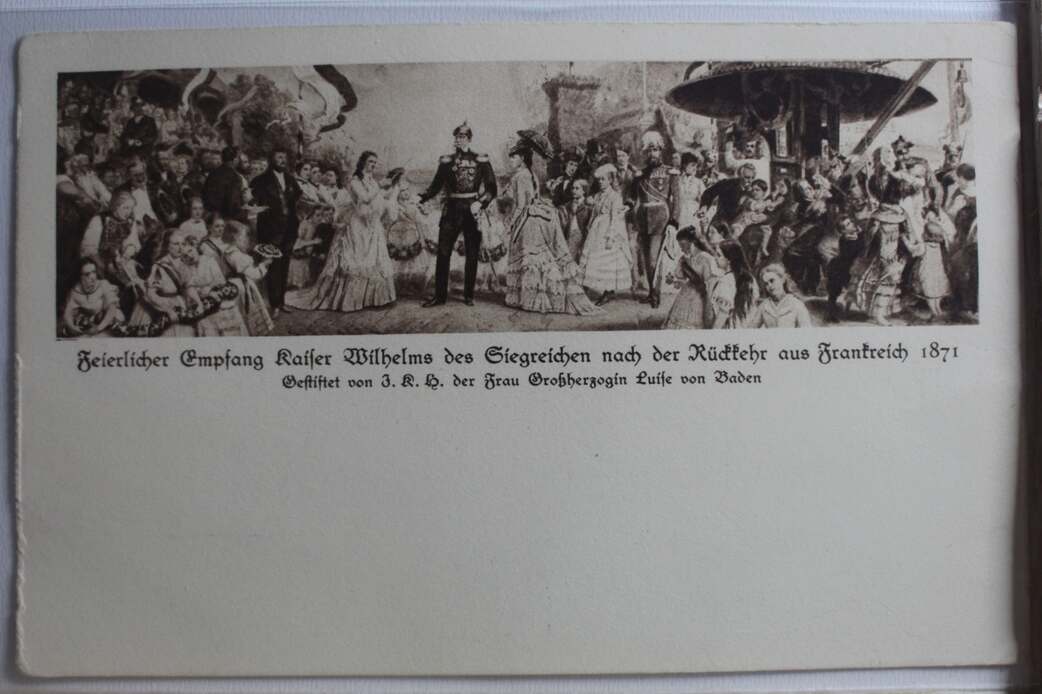 Feierlicher Empfang Kaiser Wilhelms des Siegreichen nach der Rückkehr aus Frankreich 1871
Gestiftet von I. K. H. der Frau Großherzogin Luise von Baden